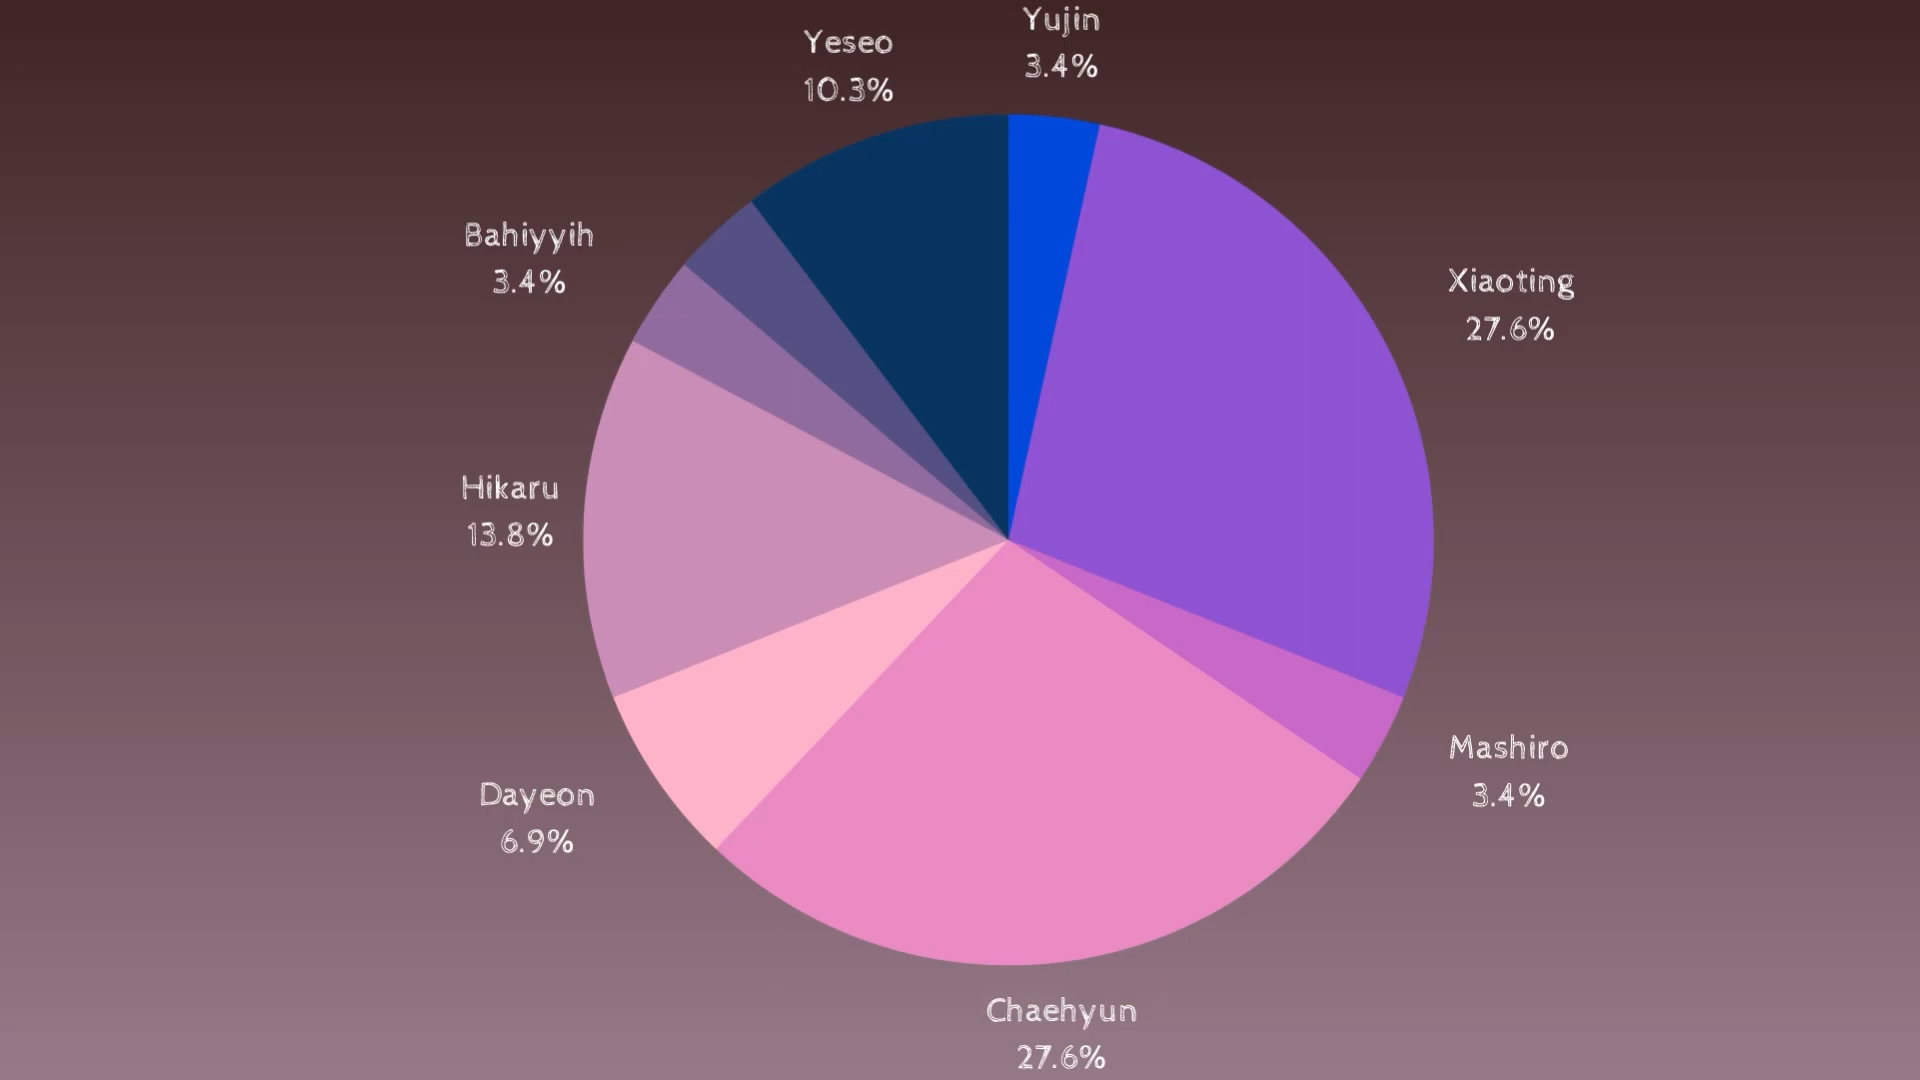 Yujin
3.4%
Yeseo
10.3%
Bahiyyih
3.4%
Xiaoting
27.6%
Hikaru
13.8%
Mashiro
3.4%
Dayeon
6.9%
Chaehyun
27.6%